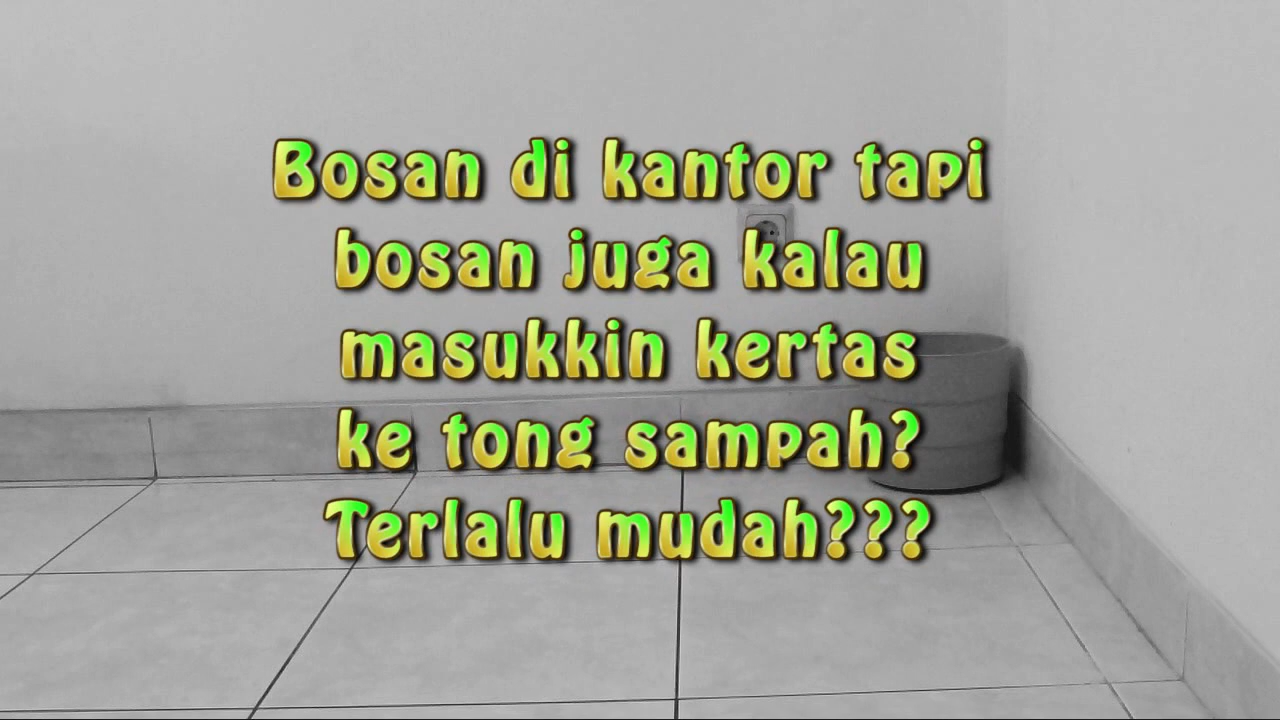 Bosan di kantor tapi
bosan juga kalau
masukkin kertas
ke tong sampah?
Terlalu mudah???